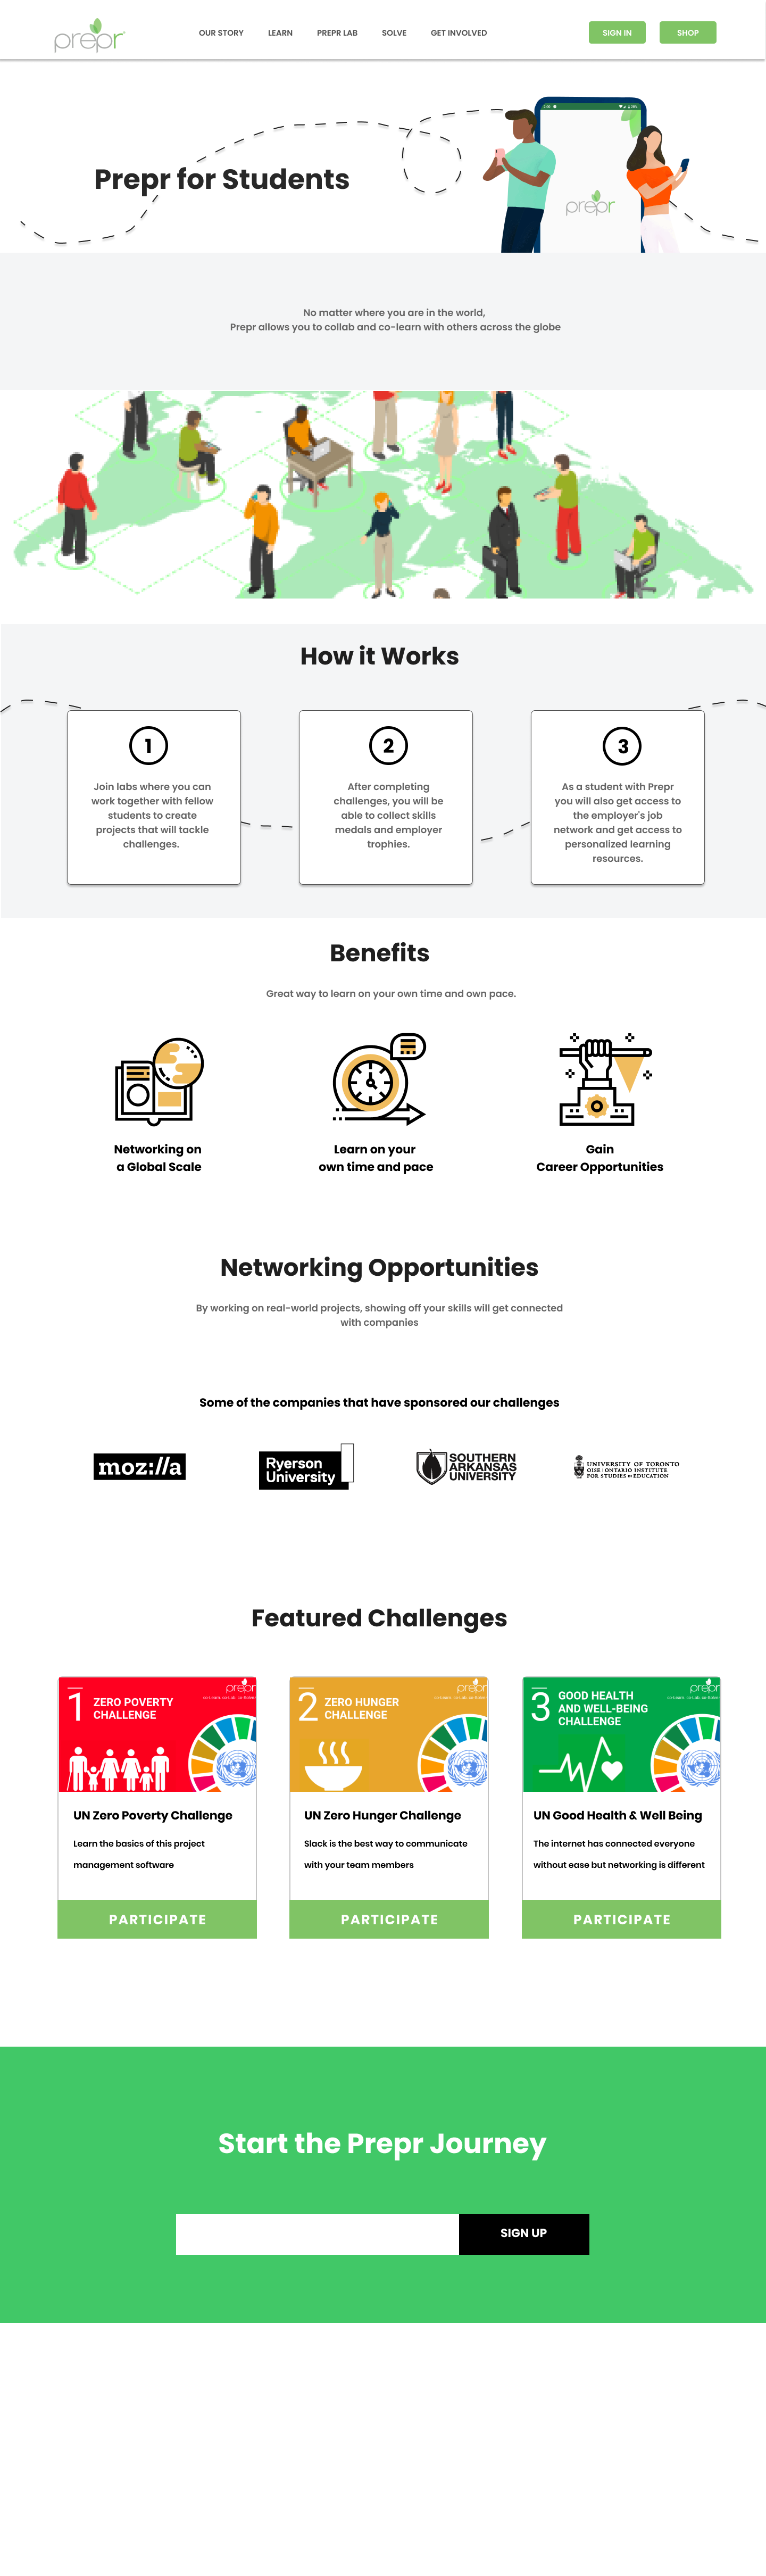 prepr
OUR STORY
LEARN
PREPR LAB
SOLVE
GET INVOLVED
SIGN IN
SHOP
Prepr for Students
prepr
No matter where you are in the world,
Prepr allows you to collab and co-learn with others across the globe
How it Works
1
Join labs where you can
work together with fellow
students to create
projects that will tackle
challenges.
2
After completing
challenges, you will be
able to collect skills
medals and employer
trophies.
3
As a student with Prepr
you will also get access to
the employer's job
network and get access to
personalized learning
resources.
Benefits
Great way to learn on your own time and own pace.
Networking on
a Global Scale
Learn on your
own time and pace
Gain
Career Opportunities
Networking Opportunities
By working on real-world projects, showing off your skills will get connected
with companies
Some of the companies that have sponsored our challenges
moz://a
Ryerson
University
SOUTHERN
ARKANSAS
UNIVERSITY
UNIVERSITY OF TORONTO
OISE | ONTARIO INSTITUTE
FOR STUDIES IN EDUCATION
Featured Challenges
prepr
1 ZERO POVERTY
CHALLENGE
UN Zero Poverty Challenge
Learn the basics of this project
management software
PARTICIPATE
prepr
2 ZERO HUNGER
CHALLENGE
UN Zero Hunger Challenge
Slack is the best way to communicate
with your team members
PARTICIPATE
prepr
3 GOOD HEALTH
AND WELL-BEING
CHALLENGE
UN Good Health & Well Being
The internet has connected everyone
without ease but networking is different
PARTICIPATE
Start the Prepr Journey
SIGN UP